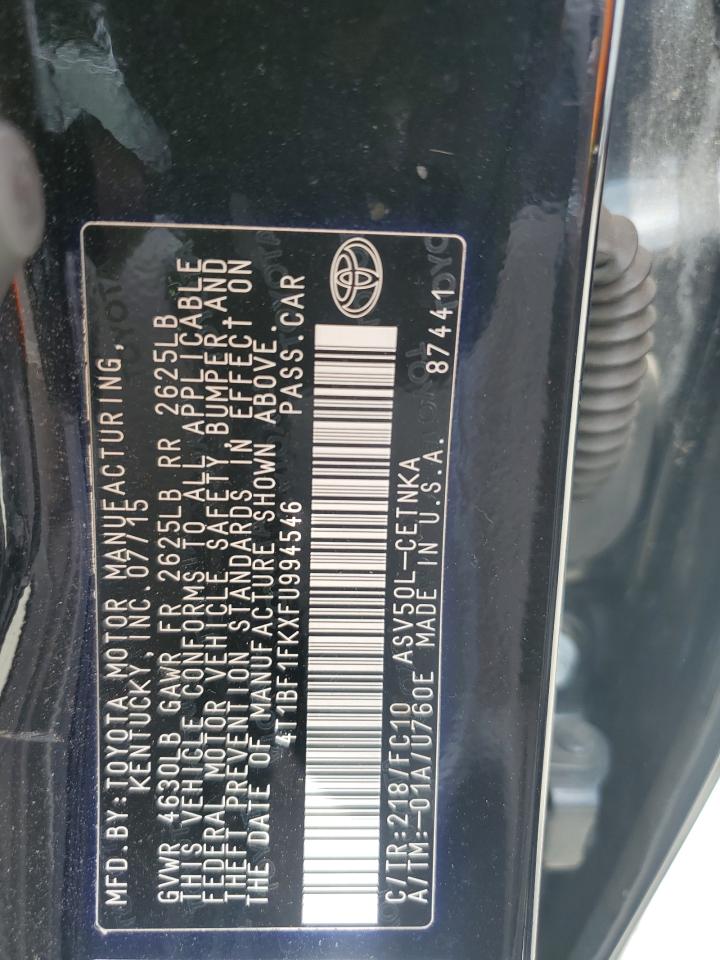 MFD. BY: TOYOTA MOTOR MANUFACTURING,
KENTUCKY, INC. 07/15
GVWR 4630LB GAWR FR 2625LB RR 2625LB
THIS VEHICLE CONFORMS TO ALL APPLICABLE
FEDERAL MOTOR VEHICLE SAFETY, BUMPER AND
THEFT PREVENTION STANDARDS IN EFFECT ON
THE DATE OF MANUFACTURE SHOWN ABOVE.
4T1BF1FKXFU994546 PASS.CAR
C/TR:218/FC10 ASV50L-CETNKA
A/TM:-01A/U760E MADE IN U.S.A. 87441